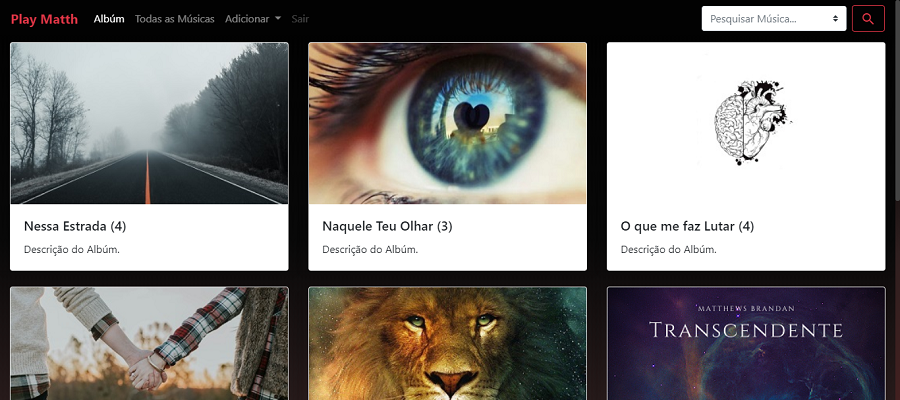 Play Matth Albúm Todas as Músicas Adicionar Sair Pesquisar Música...
Nessa Estrada (4)
Descrição do Albúm.
Naquele Teu Olhar (3)
Descrição do Albúm.
O que me faz Lutar (4)
Descrição do Albúm.
MATTHEWS BRANDAN
TRANSCENDENTE